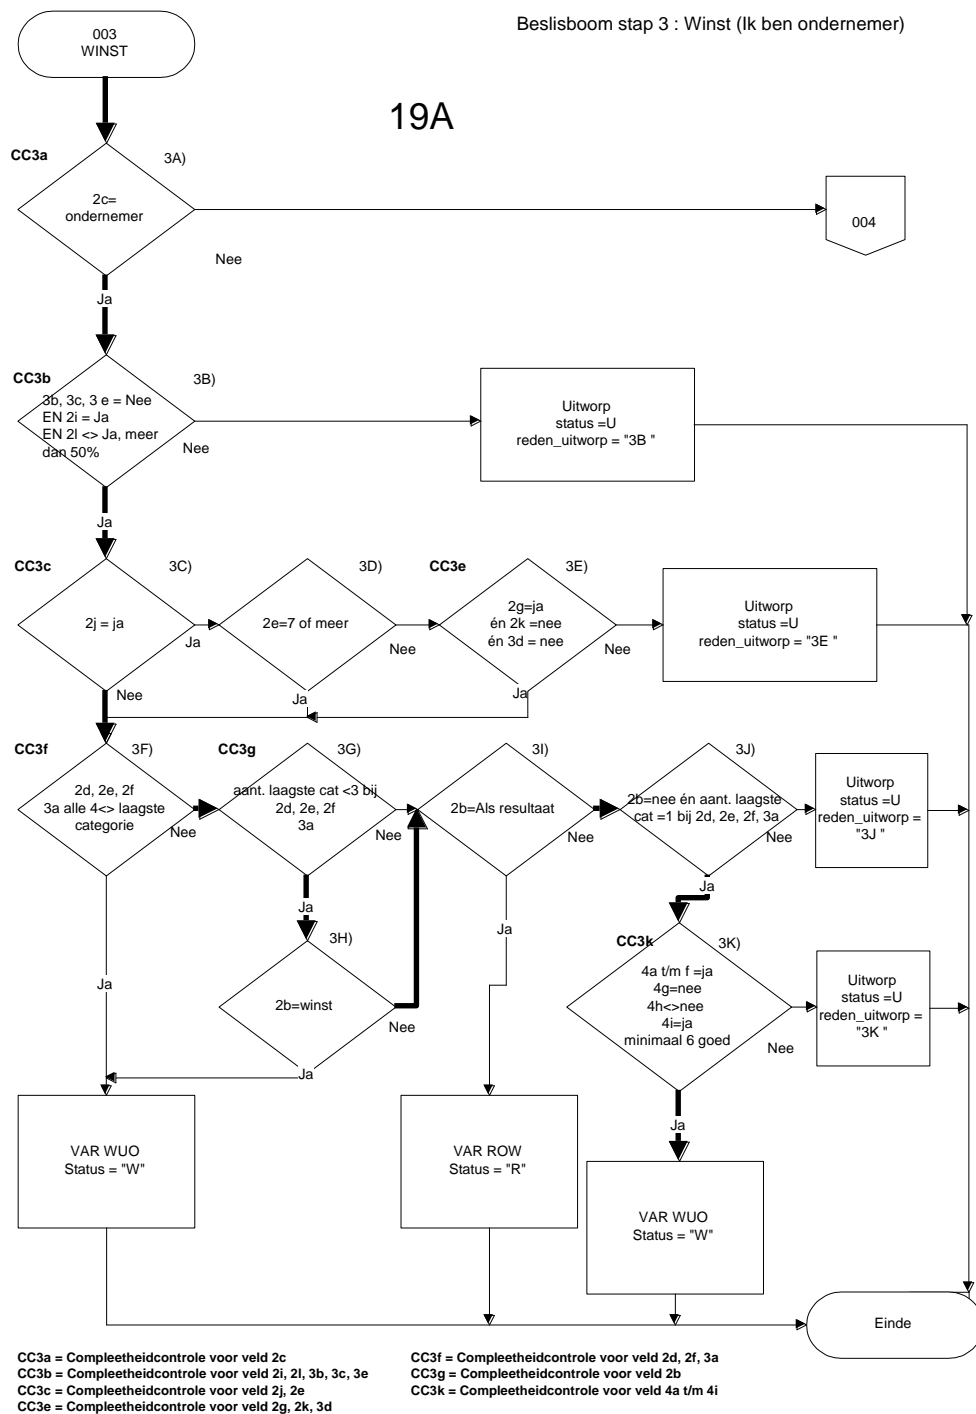 Beslisboom stap 3 : Winst (Ik ben ondernemer)
003
WINST
19A
CC3a
3A)
2c=
ondernemer
004
Nee
Ja
CC3b
3B)
3b, 3c, 3 e = Nee
EN 2i = Ja
EN 2l <> Ja, meer
dan 50%
Nee
Uitworp
status =U
reden_uitworp = "3B "
Ja
CC3c
3C)
2j = ja
Ja
Nee
3D)
2e=7 of meer
Nee
Ja
CC3e
3E)
2g=ja
én 2k =nee
én 3d = nee
Nee
Ja
Uitworp
status =U
reden_uitworp = "3E "
CC3f
3F)
2d, 2e, 2f
3a alle 4<> laagste
categorie
Nee
Ja
CC3g
3G)
aant. laagste cat <3 bij
2d, 2e, 2f
3a
Nee
Ja
3I)
2b=Als resultaat
Nee
Ja
3J)
2b=nee én aant. laagste
cat =1 bij 2d, 2e, 2f, 3a
Nee
Ja
Uitworp
status =U
reden_uitworp =
"3J "
3H)
2b=winst
Nee
Ja
CC3k
3K)
4a t/m f =ja
4g=nee
4h<>nee
4i=ja
minimaal 6 goed
Nee
Ja
Uitworp
status =U
reden_uitworp =
"3K "
VAR WUO
Status = "W"
VAR ROW
Status = "R"
VAR WUO
Status = "W"
Einde
CC3a = Compleetheidcontrole voor veld 2c
CC3b = Compleetheidcontrole voor veld 2i, 2l, 3b, 3c, 3e
CC3c = Compleetheidcontrole voor veld 2j, 2e
CC3e = Compleetheidcontrole voor veld 2g, 2k, 3d
CC3f = Compleetheidcontrole voor veld 2d, 2f, 3a
CC3g = Compleetheidcontrole voor veld 2b
CC3k = Compleetheidcontrole voor veld 4a t/m 4i